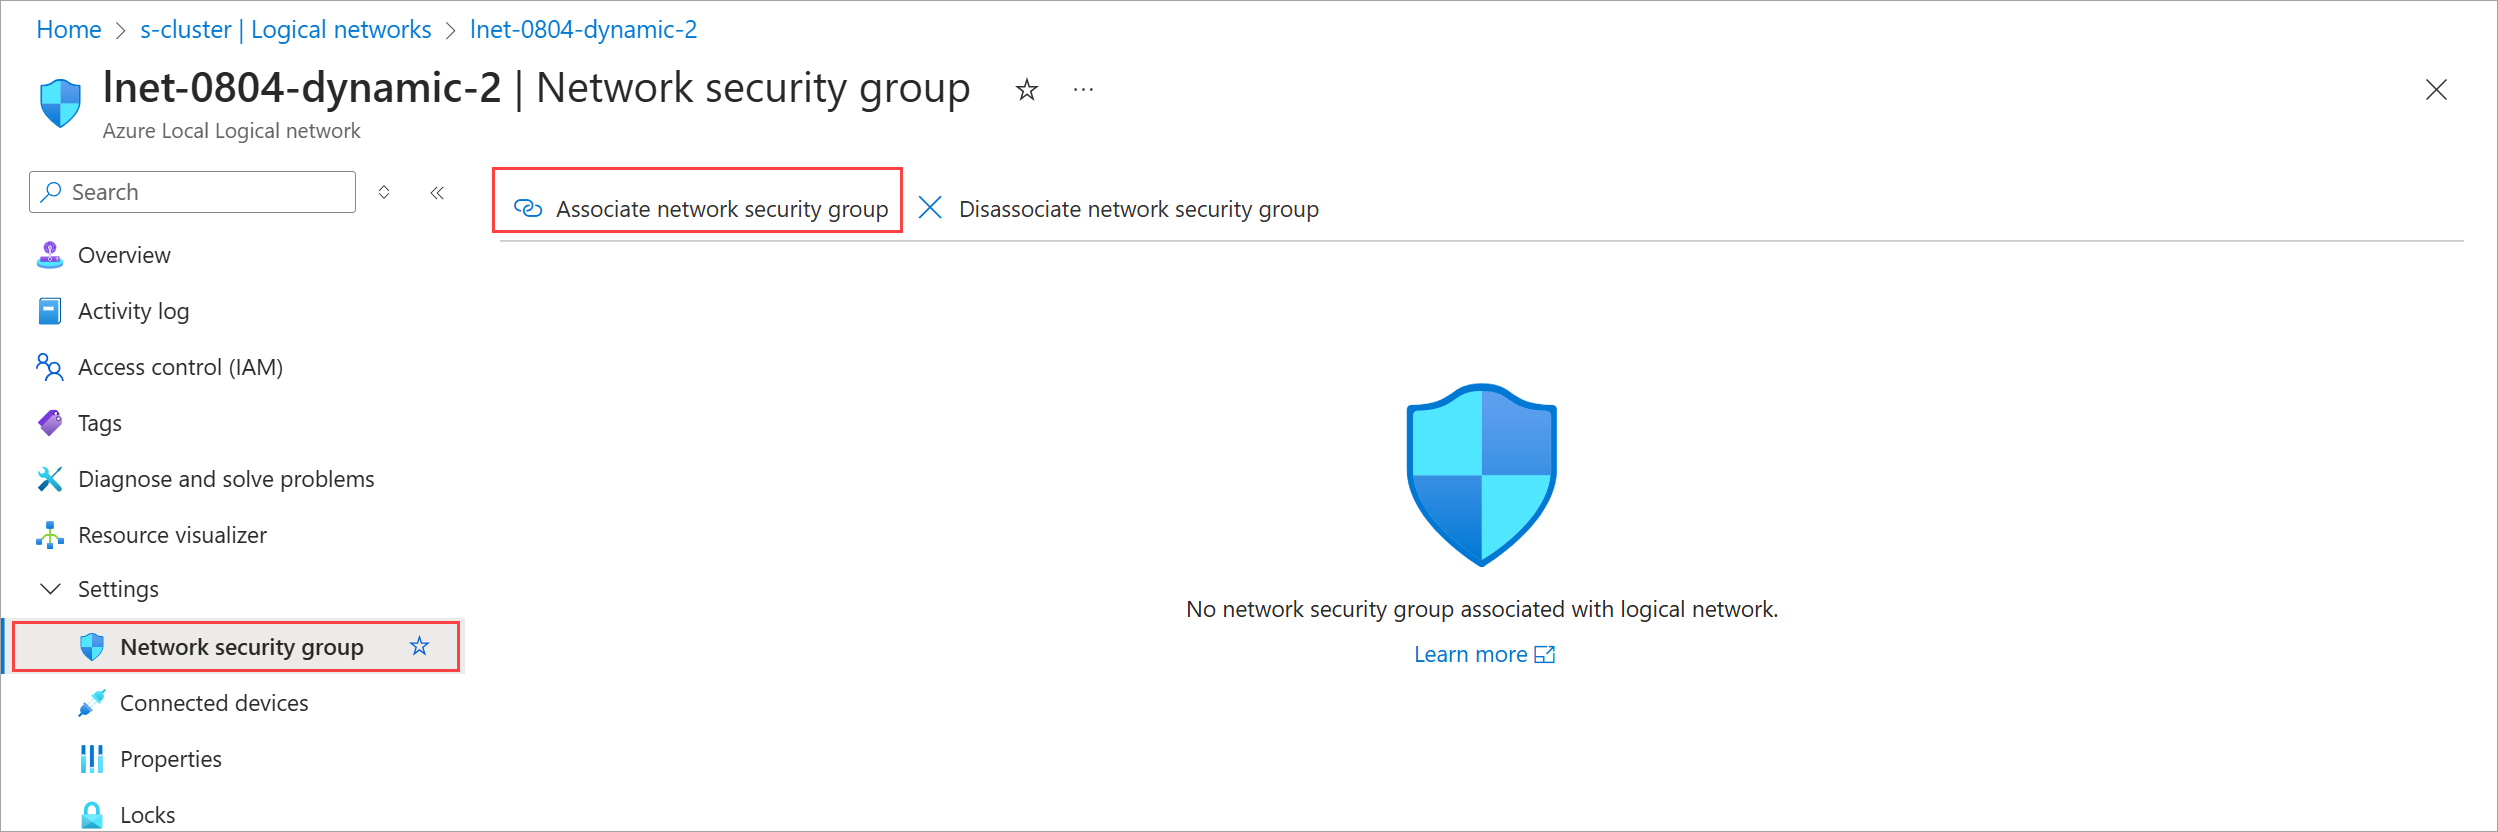 Home > s-cluster | Logical networks > lnet-0804-dynamic-2
lnet-0804-dynamic-2 | Network security group
Azure Local Logical network
Search
Associate network security group
Disassociate network security group
Overview
Activity log
Access control (IAM)
Tags
Diagnose and solve problems
Resource visualizer
Settings
Network security group
Connected devices
Properties
Locks
No network security group associated with logical network.
Learn more